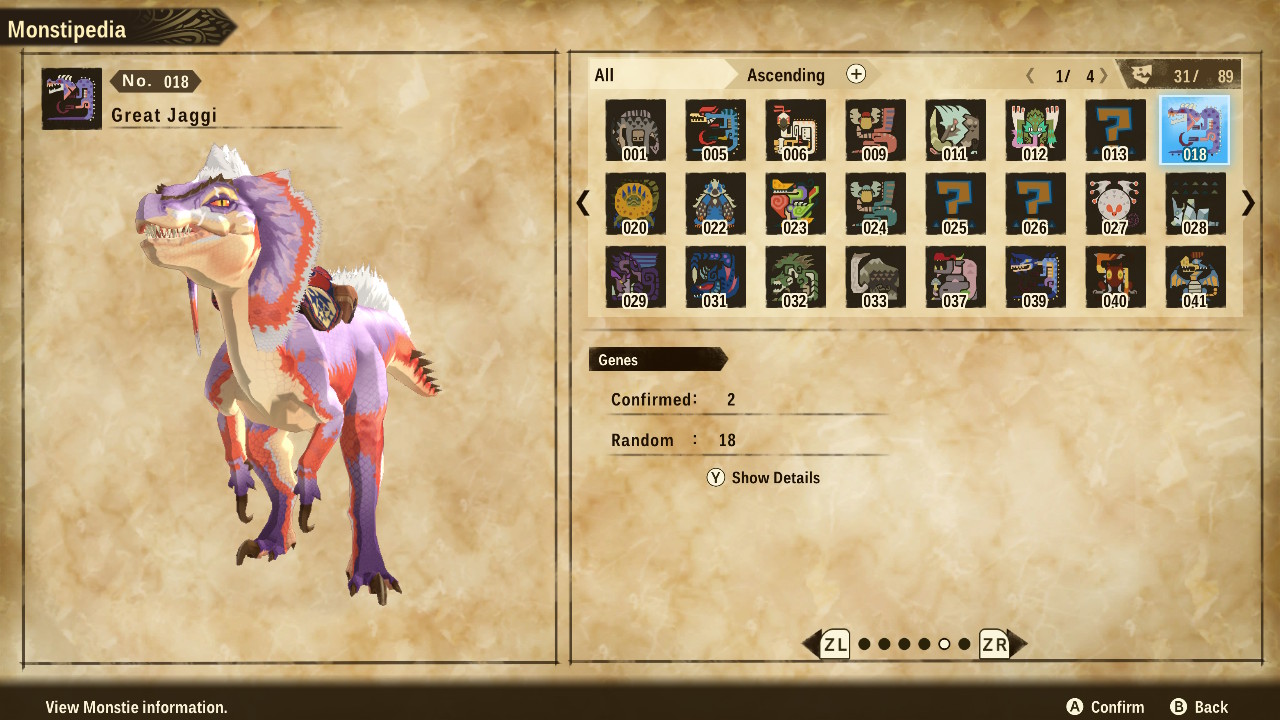 Monstipedia
No. 018
Great Jaggi
All
Ascending
1/ 4
31/ 89
001 005 006 009 011 012 013 018
020 022 023 024 025 026 027 028
029 031 032 033 037 039 040 041
Genes
Confirmed: 2
Random : 18
Y Show Details
ZL ZR
View Monstie information.
A Confirm B Back